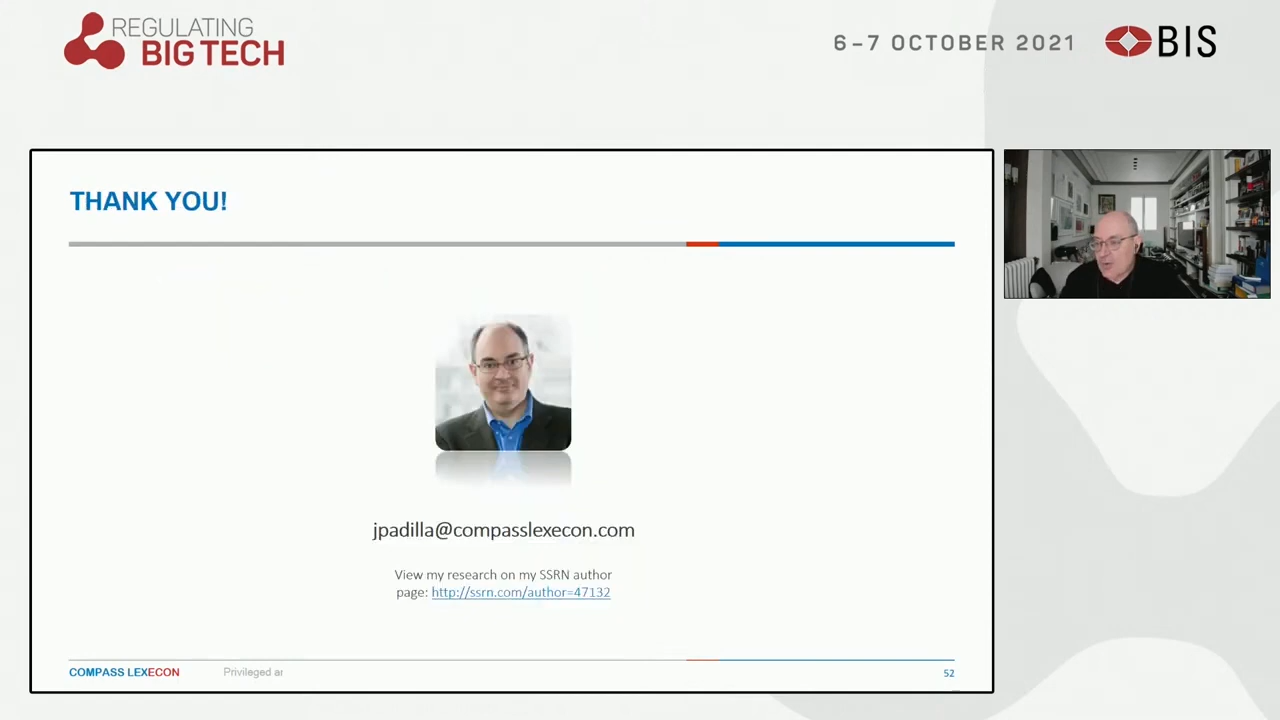 REGULATING
BIG TECH
6–7 OCTOBER 2021
BIS
THANK YOU!
jpadilla@compasslexecon.com
View my research on my SSRN author
page: http://ssrn.com/author=47132
COMPASS LEXECON
Privileged ar
52